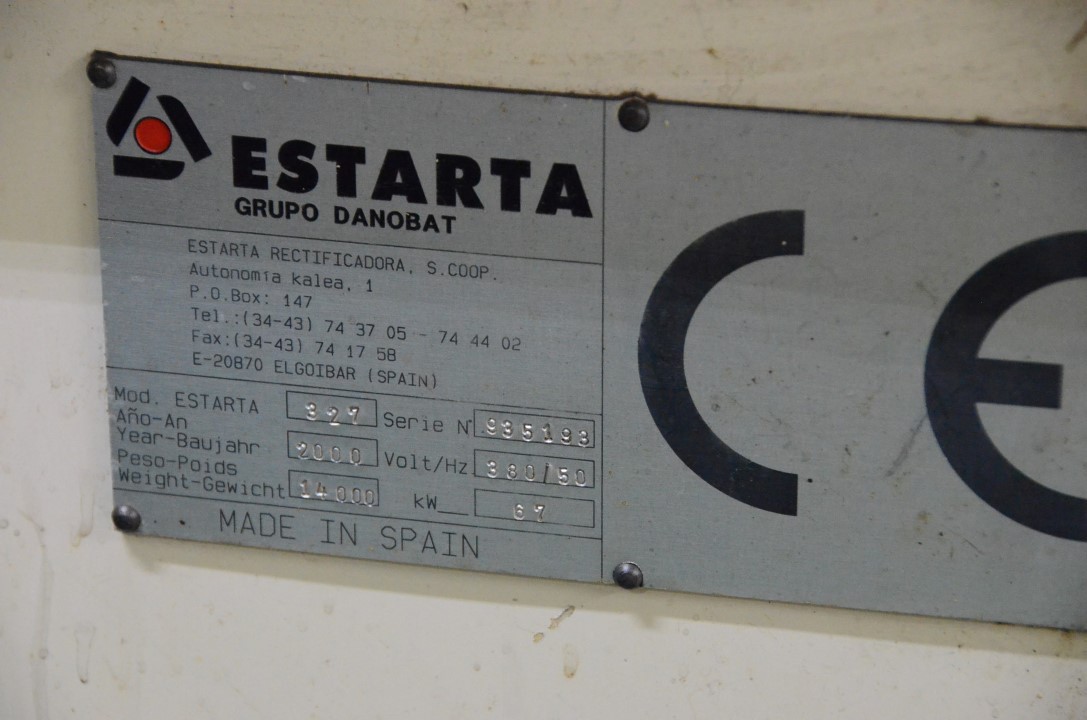 ESTARTA
GRUPO DANOBAT
ESTARTA RECTIFICADORA, S.COOP.
Autonomía kalea, 1
P.O.Box: 147
Tel.:(34-43) 74 37 05 - 74 44 02
Fax:(34-43) 74 17 58
E-20870 ELGOIBAR (SPAIN)
Mod. ESTARTA 327 Serie Nº 935193
Año-An
Year-Baujahr 2000 Volt/Hz 380/50
Peso-Poids
Weight-Gewicht 14000 kW__ 67
MADE IN SPAIN
CE